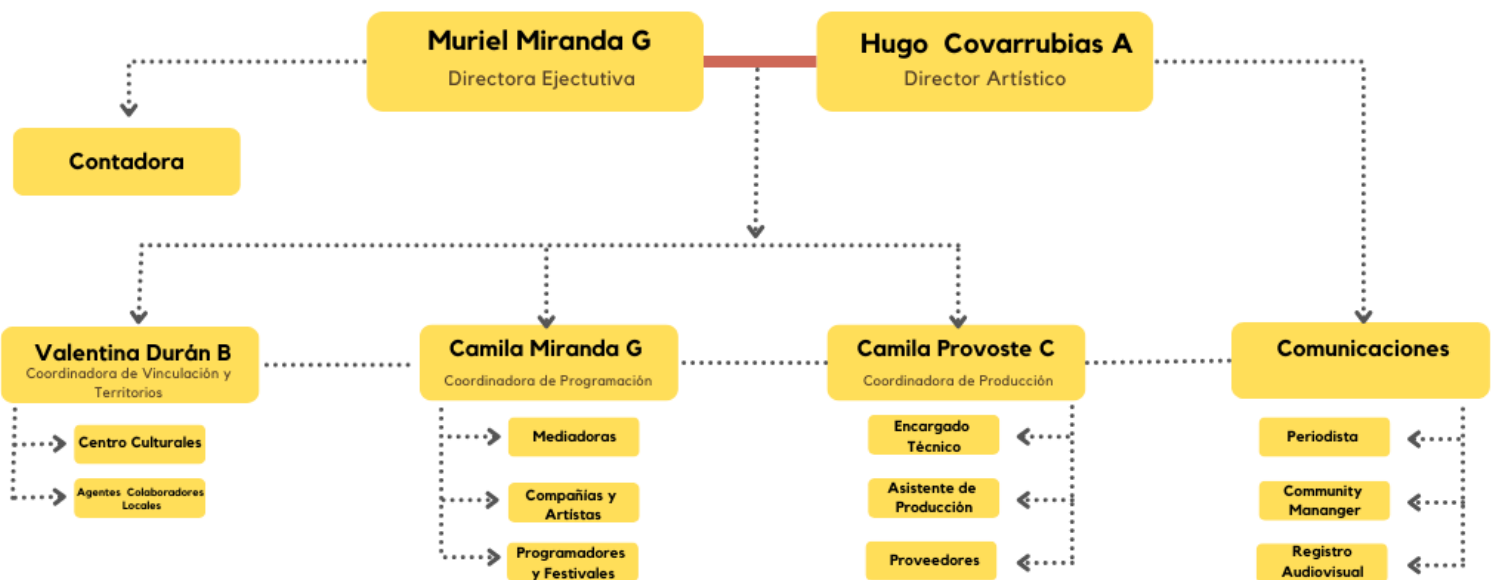 Muriel Miranda G
Directora Ejectutiva
Hugo Covarrubias A
Director Artístico
Contadora
Valentina Durán B
Coordinadora de Vinculación y
Territorios
Centro Culturales
Agentes Colaboradores
Locales
Camila Miranda G
Coordinadora de Programación
Mediadoras
Compañías y
Artístas
Programadores
y Festivales
Camila Provoste C
Coordinadora de Producción
Encargado
Técnico
Asistente de
Producción
Proveedores
Comunicaciones
Periodista
Community
Mananger
Registro
Audiovisual